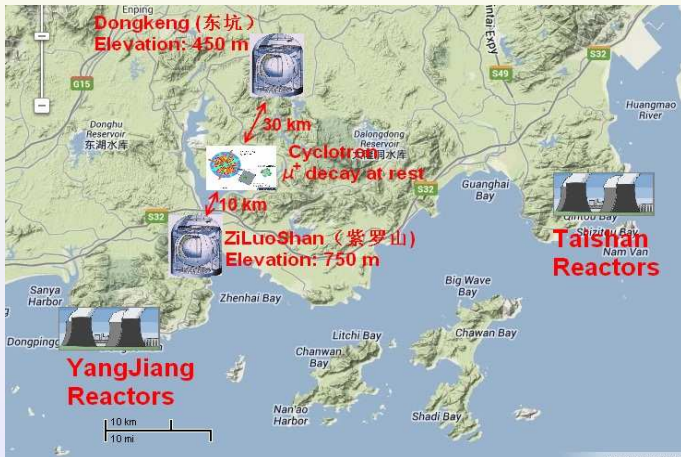 Enping
Dongkeng (东坑)
Elevation: 450 m
ntai Expy
S32
G15
S49
Huangmao
River
30 km
Donghu
Reservoir
东湖水库
Dalongdong
Reservoir
Cyclotron
μ+ decay at rest
Guanghai
Bay
S32
10 km
S32
ZiLuoShan (紫罗山)
Elevation: 750 m
Taishan
Reactors
Nam Van
Sanya
Harbor
Zhenhai Bay
Big Wave
Bay
Dongping
Litchi Bay
Chawan Bay
Chanwan
Bay
YangJiang
Reactors
Nan'ao
Harbor
Shadi Bay
10 km
10 mi